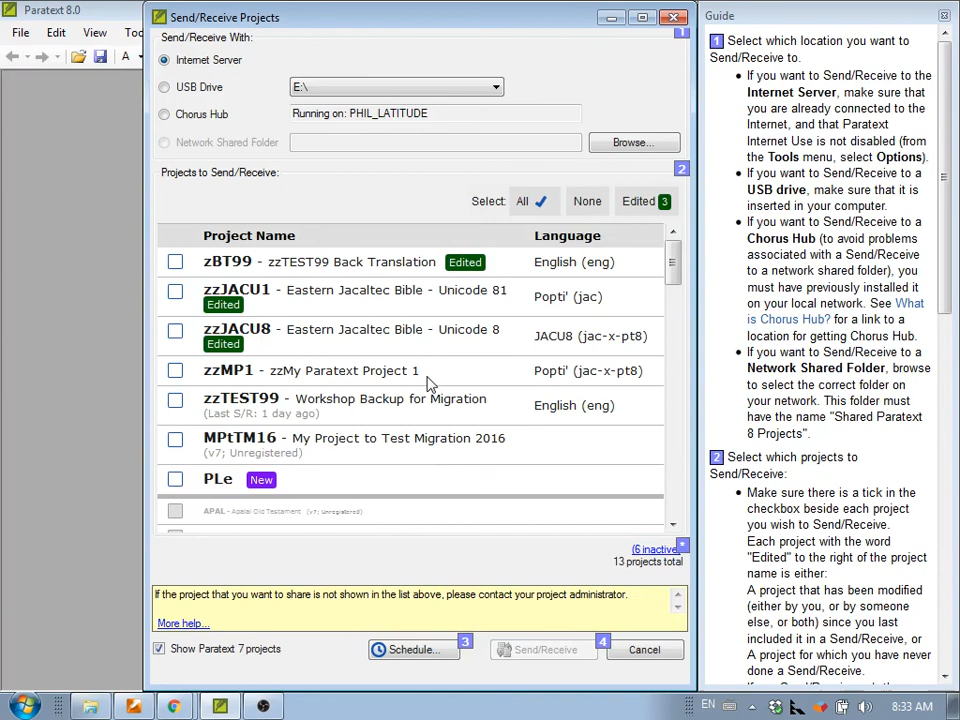 Paratext 8.0
File Edit View Too
A
Send/Receive Projects
1
Send/Receive With:
Internet Server
USB Drive
E:\
Chorus Hub
Running on: PHIL_LATITUDE
Network Shared Folder
Browse...
Projects to Send/Receive:
2
Select: All None Edited 3
Project Name Language
zBT99 - zzTEST99 Back Translation Edited English (eng)
zzJACU1 - Eastern Jacaltec Bible - Unicode 81
Edited
Popti' (jac)
zzJACU8 - Eastern Jacaltec Bible - Unicode 8
Edited
JACU8 (jac-x-pt8)
zzMP1 - zzMy Paratext Project 1 Popti' (jac-x-pt8)
zzTEST99 - Workshop Backup for Migration
(Last S/R: 1 day ago)
English (eng)
MPtTM16 - My Project to Test Migration 2016
(v7; Unregistered)
PLe New
APAL - Apalai Old Testament (v7; Unregistered)
(6 inactive)
*
13 projects total
If the project that you want to share is not shown in the list above, please contact your project administrator.
More help...
Show Paratext 7 projects
Schedule...
3
Send/Receive
4
Cancel
Guide
1 Select which location you want to
Send/Receive to.
• If you want to Send/Receive to the
Internet Server, make sure that
you are already connected to the
Internet, and that Paratext
Internet Use is not disabled (from
the Tools menu, select Options).
• If you want to Send/Receive to a
USB drive, make sure that it is
inserted in your computer.
• If you want to Send/Receive to a
Chorus Hub (to avoid problems
associated with a Send/Receive
to a network shared folder), you
must have previously installed it
on your local network. See What
is Chorus Hub? for a link to a
location for getting Chorus Hub.
• If you want to Send/Receive to a
Network Shared Folder, browse
to select the correct folder on
your network. This folder must
have the name "Shared Paratext
8 Projects".
2 Select which projects to
Send/Receive:
• Make sure there is a tick in the
checkbox beside each project
you wish to Send/Receive.
Each project with the word
"Edited" to the right of the project
name is either:
A project that has been modified
(either by you, or by someone
else, or both) since you last
included it in a Send/Receive, or
A project for which you have never
done a Send/Receive.
EN
8:33 AM